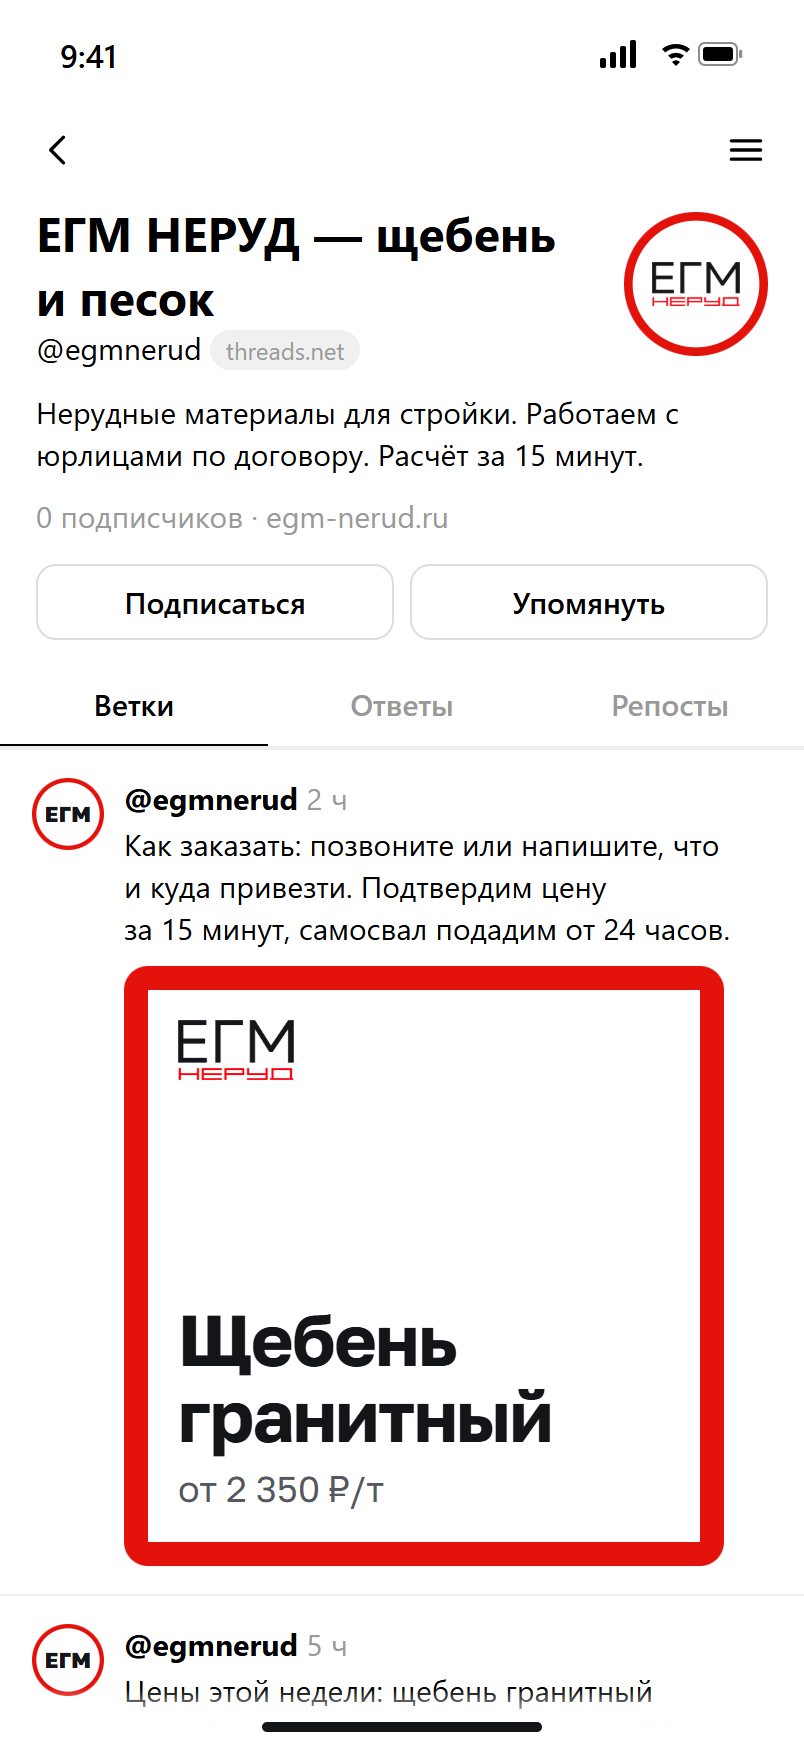 9:41
ЕГМ НЕРУД — щебень
и песок
ЕГМ
НЕРУД
@egmnerud threads.net
Нерудные материалы для стройки. Работаем с
юрлицами по договору. Расчёт за 15 минут.
0 подписчиков · egm-nerud.ru
Подписаться Упомянуть
Ветки Ответы Репосты
ЕГМ
@egmnerud 2 ч
Как заказать: позвоните или напишите, что
и куда привезти. Подтвердим цену
за 15 минут, самосвал подадим от 24 часов.
ЕГМ
НЕРУД
Щебень
гранитный
от 2 350 ₽/т
ЕГМ
@egmnerud 5 ч
Цены этой недели: щебень гранитный